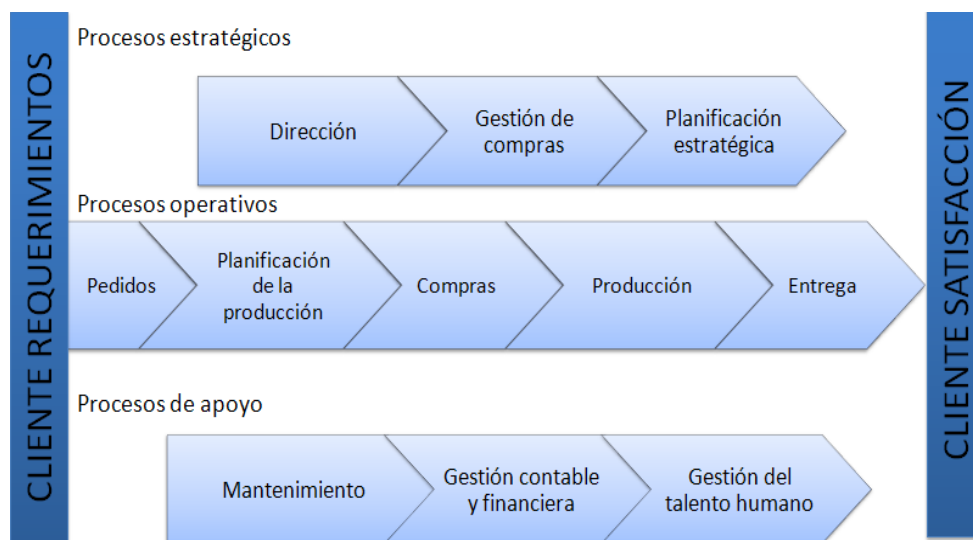 CLIENTE REQUERIMIENTOS
Procesos estratégicos
Dirección
Gestión de
compras
Planificación
estratégica
Procesos operativos
Pedidos
Planificación
de la
producción
Compras
Producción
Entrega
Procesos de apoyo
Mantenimiento
Gestión contable
y financiera
Gestión del
talento humano
CLIENTE SATISFACCIÓN